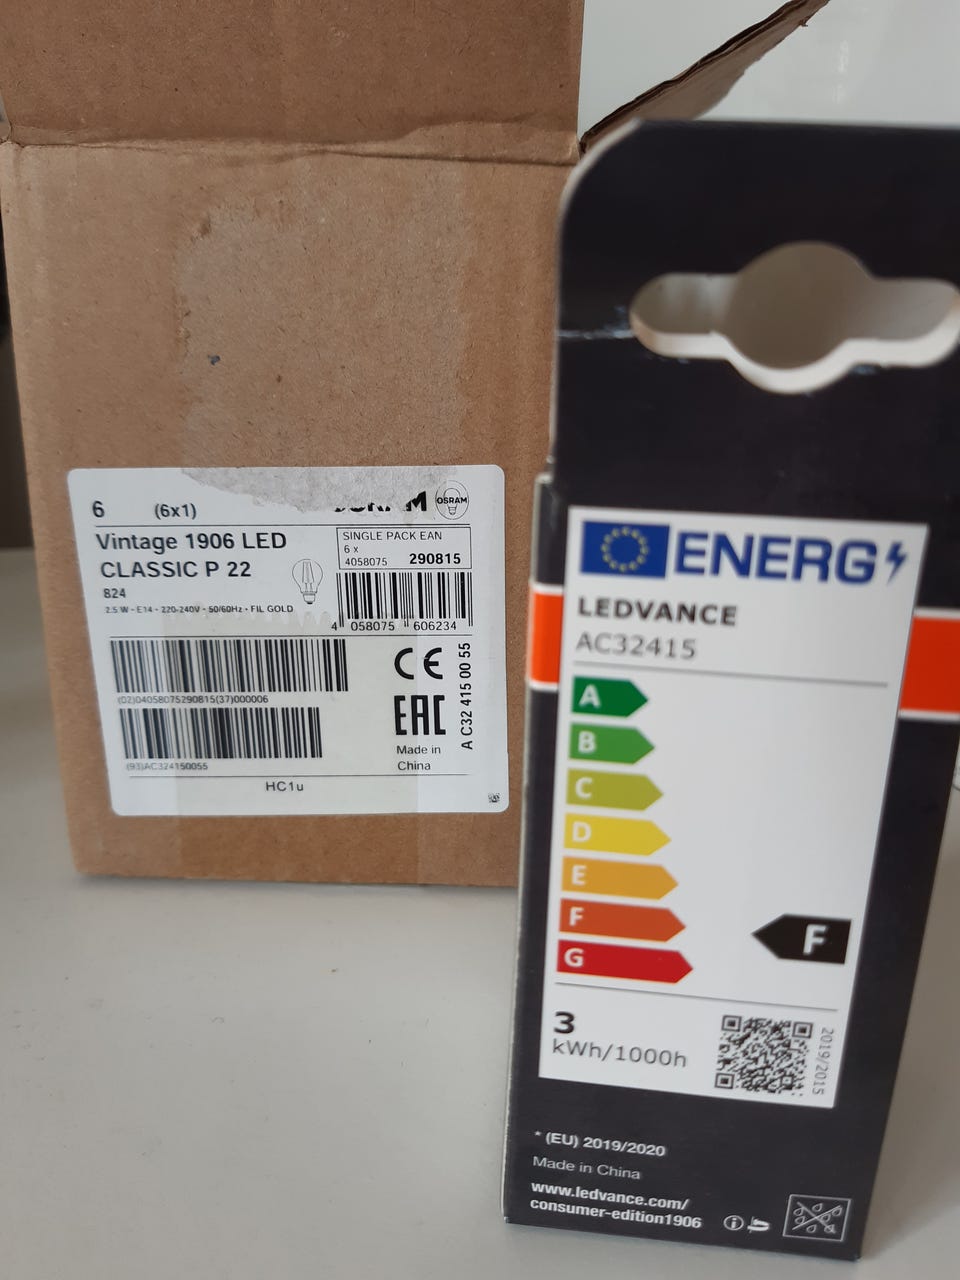 6 (6x1)
OSRAM
Vintage 1906 LED
CLASSIC P 22
824
2.5 W • E14 • 220-240V • 50/60Hz • FIL GOLD
SINGLE PACK EAN
6 x
4058075 290815
4 058075 606234
(02)04058075290815(37)000006
(93)AC324150055
CE
EAC
Made in
China
A C32 415 00 55
HC1u
ENERG
LEDVANCE
AC32415
A
B
C
D
E
F
G
F
3
kWh/1000h
2019/2015
* (EU) 2019/2020
Made in China
www.ledvance.com/
consumer-edition1906